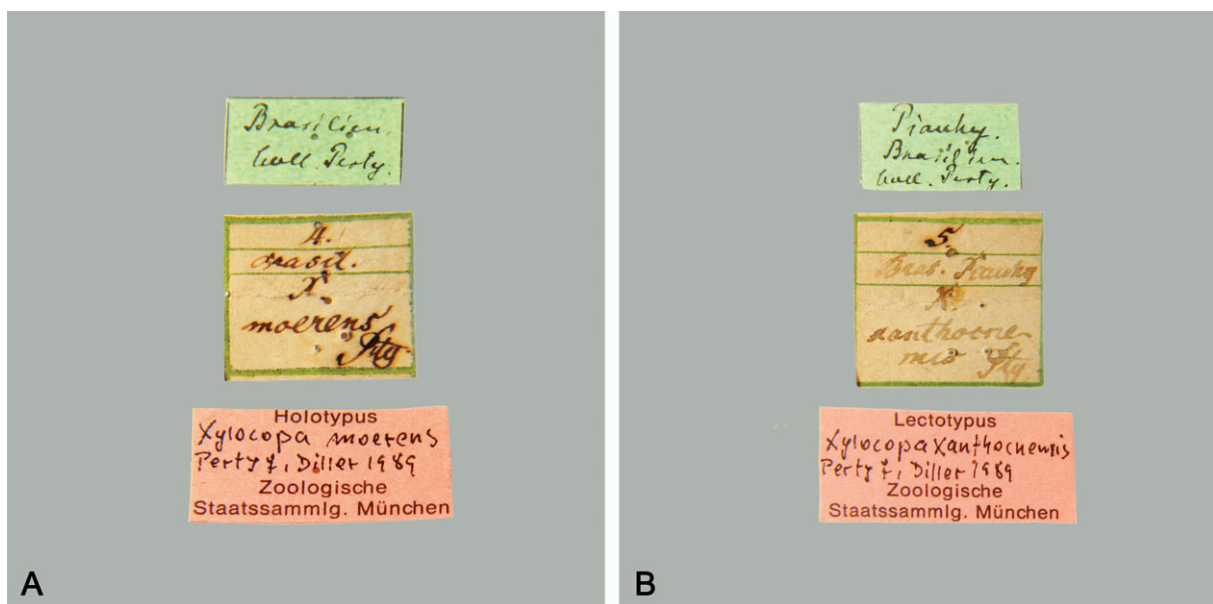 Brasilien.
Coll. Perty.
4.
Brasil.
X.
moerens
Pty
Holotypus
Xylocopa moerens
Perty ♀, Diller 1989
Zoologische
Staatssammlg. München
A
Piauhy.
Brasilien.
Coll. Perty.
5.
Bras. Piauhy
X.
xanthocne
mis Pty.
Lectotypus
Xylocopa xanthocnemis
Perty ♀, Diller 1989
Zoologische
Staatssammlg. München
B